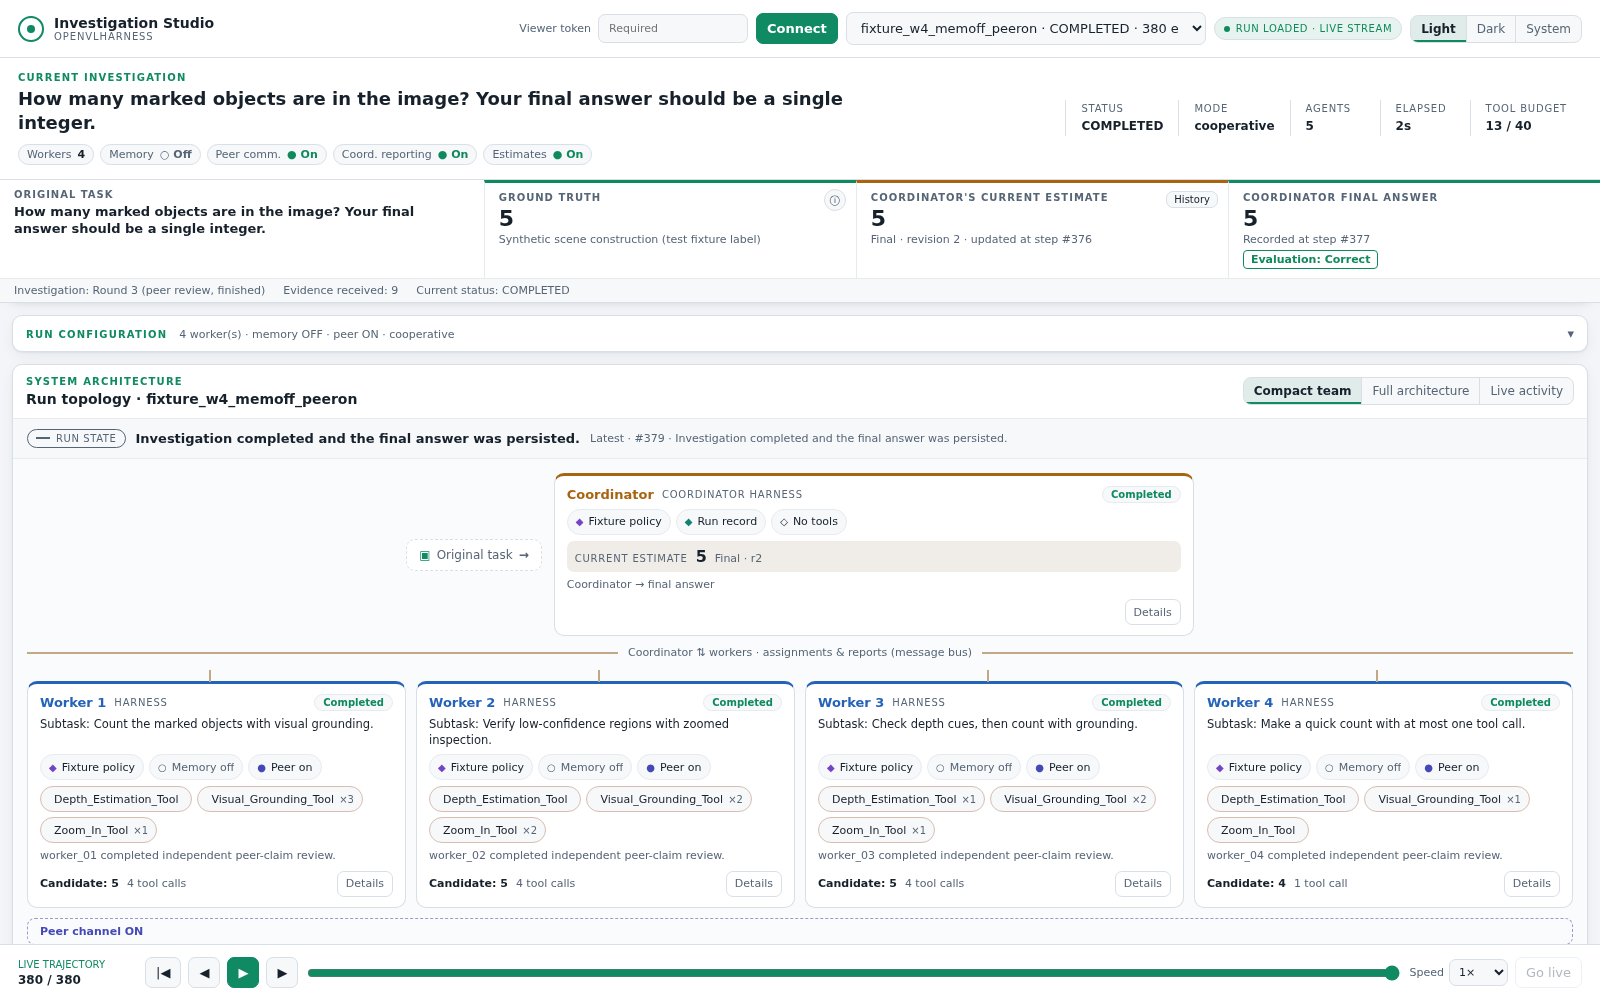 Investigation Studio
OPENVLHARNESS
Viewer token
Required
Connect
fixture_w4_memoff_peeron · COMPLETED · 380 e
RUN LOADED · LIVE STREAM
Light
Dark
System
CURRENT INVESTIGATION
How many marked objects are in the image? Your final answer should be a single
integer.
Workers 4
Memory ○ Off
Peer comm. ● On
Coord. reporting ● On
Estimates ● On
STATUS
COMPLETED
MODE
cooperative
AGENTS
5
ELAPSED
2s
TOOL BUDGET
13 / 40
ORIGINAL TASK
How many marked objects are in the image? Your final
answer should be a single integer.
GROUND TRUTH
ⓘ
5
Synthetic scene construction (test fixture label)
COORDINATOR'S CURRENT ESTIMATE
History
5
Final · revision 2 · updated at step #376
COORDINATOR FINAL ANSWER
5
Recorded at step #377
Evaluation: Correct
Investigation: Round 3 (peer review, finished)
Evidence received: 9
Current status: COMPLETED
RUN CONFIGURATION
4 worker(s) · memory OFF · peer ON · cooperative
SYSTEM ARCHITECTURE
Run topology · fixture_w4_memoff_peeron
Compact team
Full architecture
Live activity
RUN STATE
Investigation completed and the final answer was persisted.
Latest · #379 · Investigation completed and the final answer was persisted.
Original task →
Coordinator COORDINATOR HARNESS
Completed
◆ Fixture policy
◆ Run record
◇ No tools
CURRENT ESTIMATE 5 Final · r2
Coordinator → final answer
Details
Coordinator ⇅ workers · assignments & reports (message bus)
Worker 1 HARNESS
Completed
Subtask: Count the marked objects with visual grounding.
◆ Fixture policy
○ Memory off
● Peer on
Depth_Estimation_Tool
Visual_Grounding_Tool ×3
Zoom_In_Tool ×1
worker_01 completed independent peer-claim review.
Candidate: 5 4 tool calls
Details
Worker 2 HARNESS
Completed
Subtask: Verify low-confidence regions with zoomed
inspection.
◆ Fixture policy
○ Memory off
● Peer on
Depth_Estimation_Tool
Visual_Grounding_Tool ×2
Zoom_In_Tool ×2
worker_02 completed independent peer-claim review.
Candidate: 5 4 tool calls
Details
Worker 3 HARNESS
Completed
Subtask: Check depth cues, then count with grounding.
◆ Fixture policy
○ Memory off
● Peer on
Depth_Estimation_Tool ×1
Visual_Grounding_Tool ×2
Zoom_In_Tool ×1
worker_03 completed independent peer-claim review.
Candidate: 5 4 tool calls
Details
Worker 4 HARNESS
Completed
Subtask: Make a quick count with at most one tool call.
◆ Fixture policy
○ Memory off
● Peer on
Depth_Estimation_Tool
Visual_Grounding_Tool ×1
Zoom_In_Tool
worker_04 completed independent peer-claim review.
Candidate: 4 1 tool call
Details
Peer channel ON
LIVE TRAJECTORY
380 / 380
Speed
1×
Go live